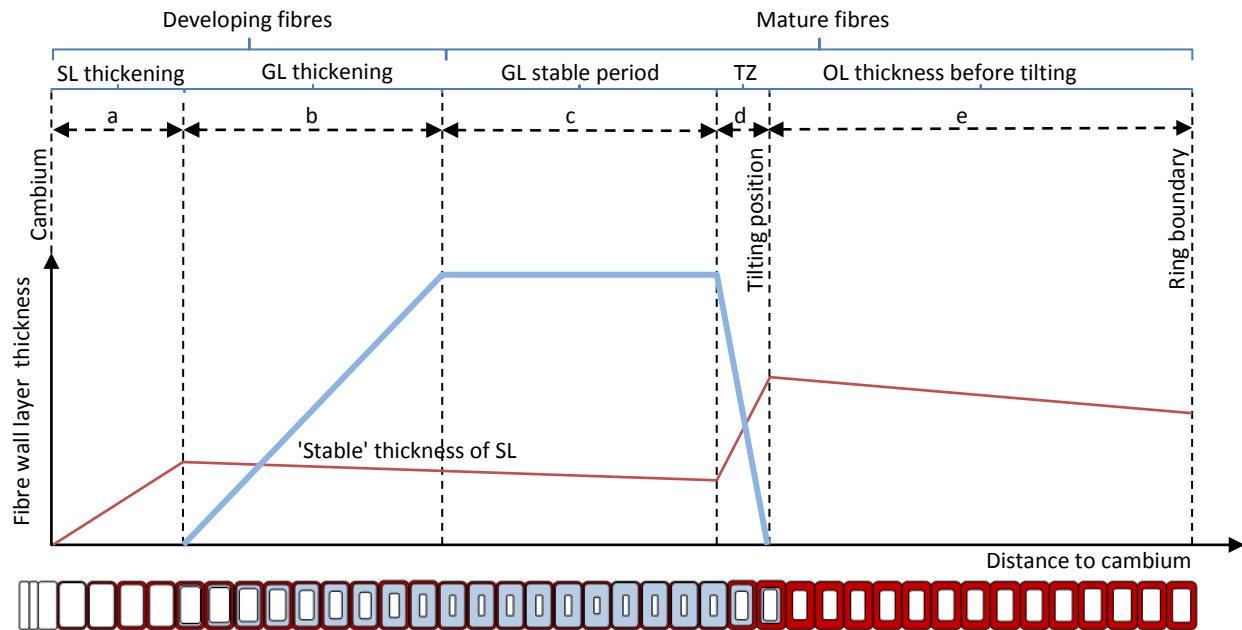 Developing fibres
Mature fibres
SL thickening
GL thickening
GL stable period
TZ
OL thickness before tilting
a
b
c
d
e
Cambium
Tilting position
Ring boundary
Fibre wall layer thickness
'Stable' thickness of SL
Distance to cambium